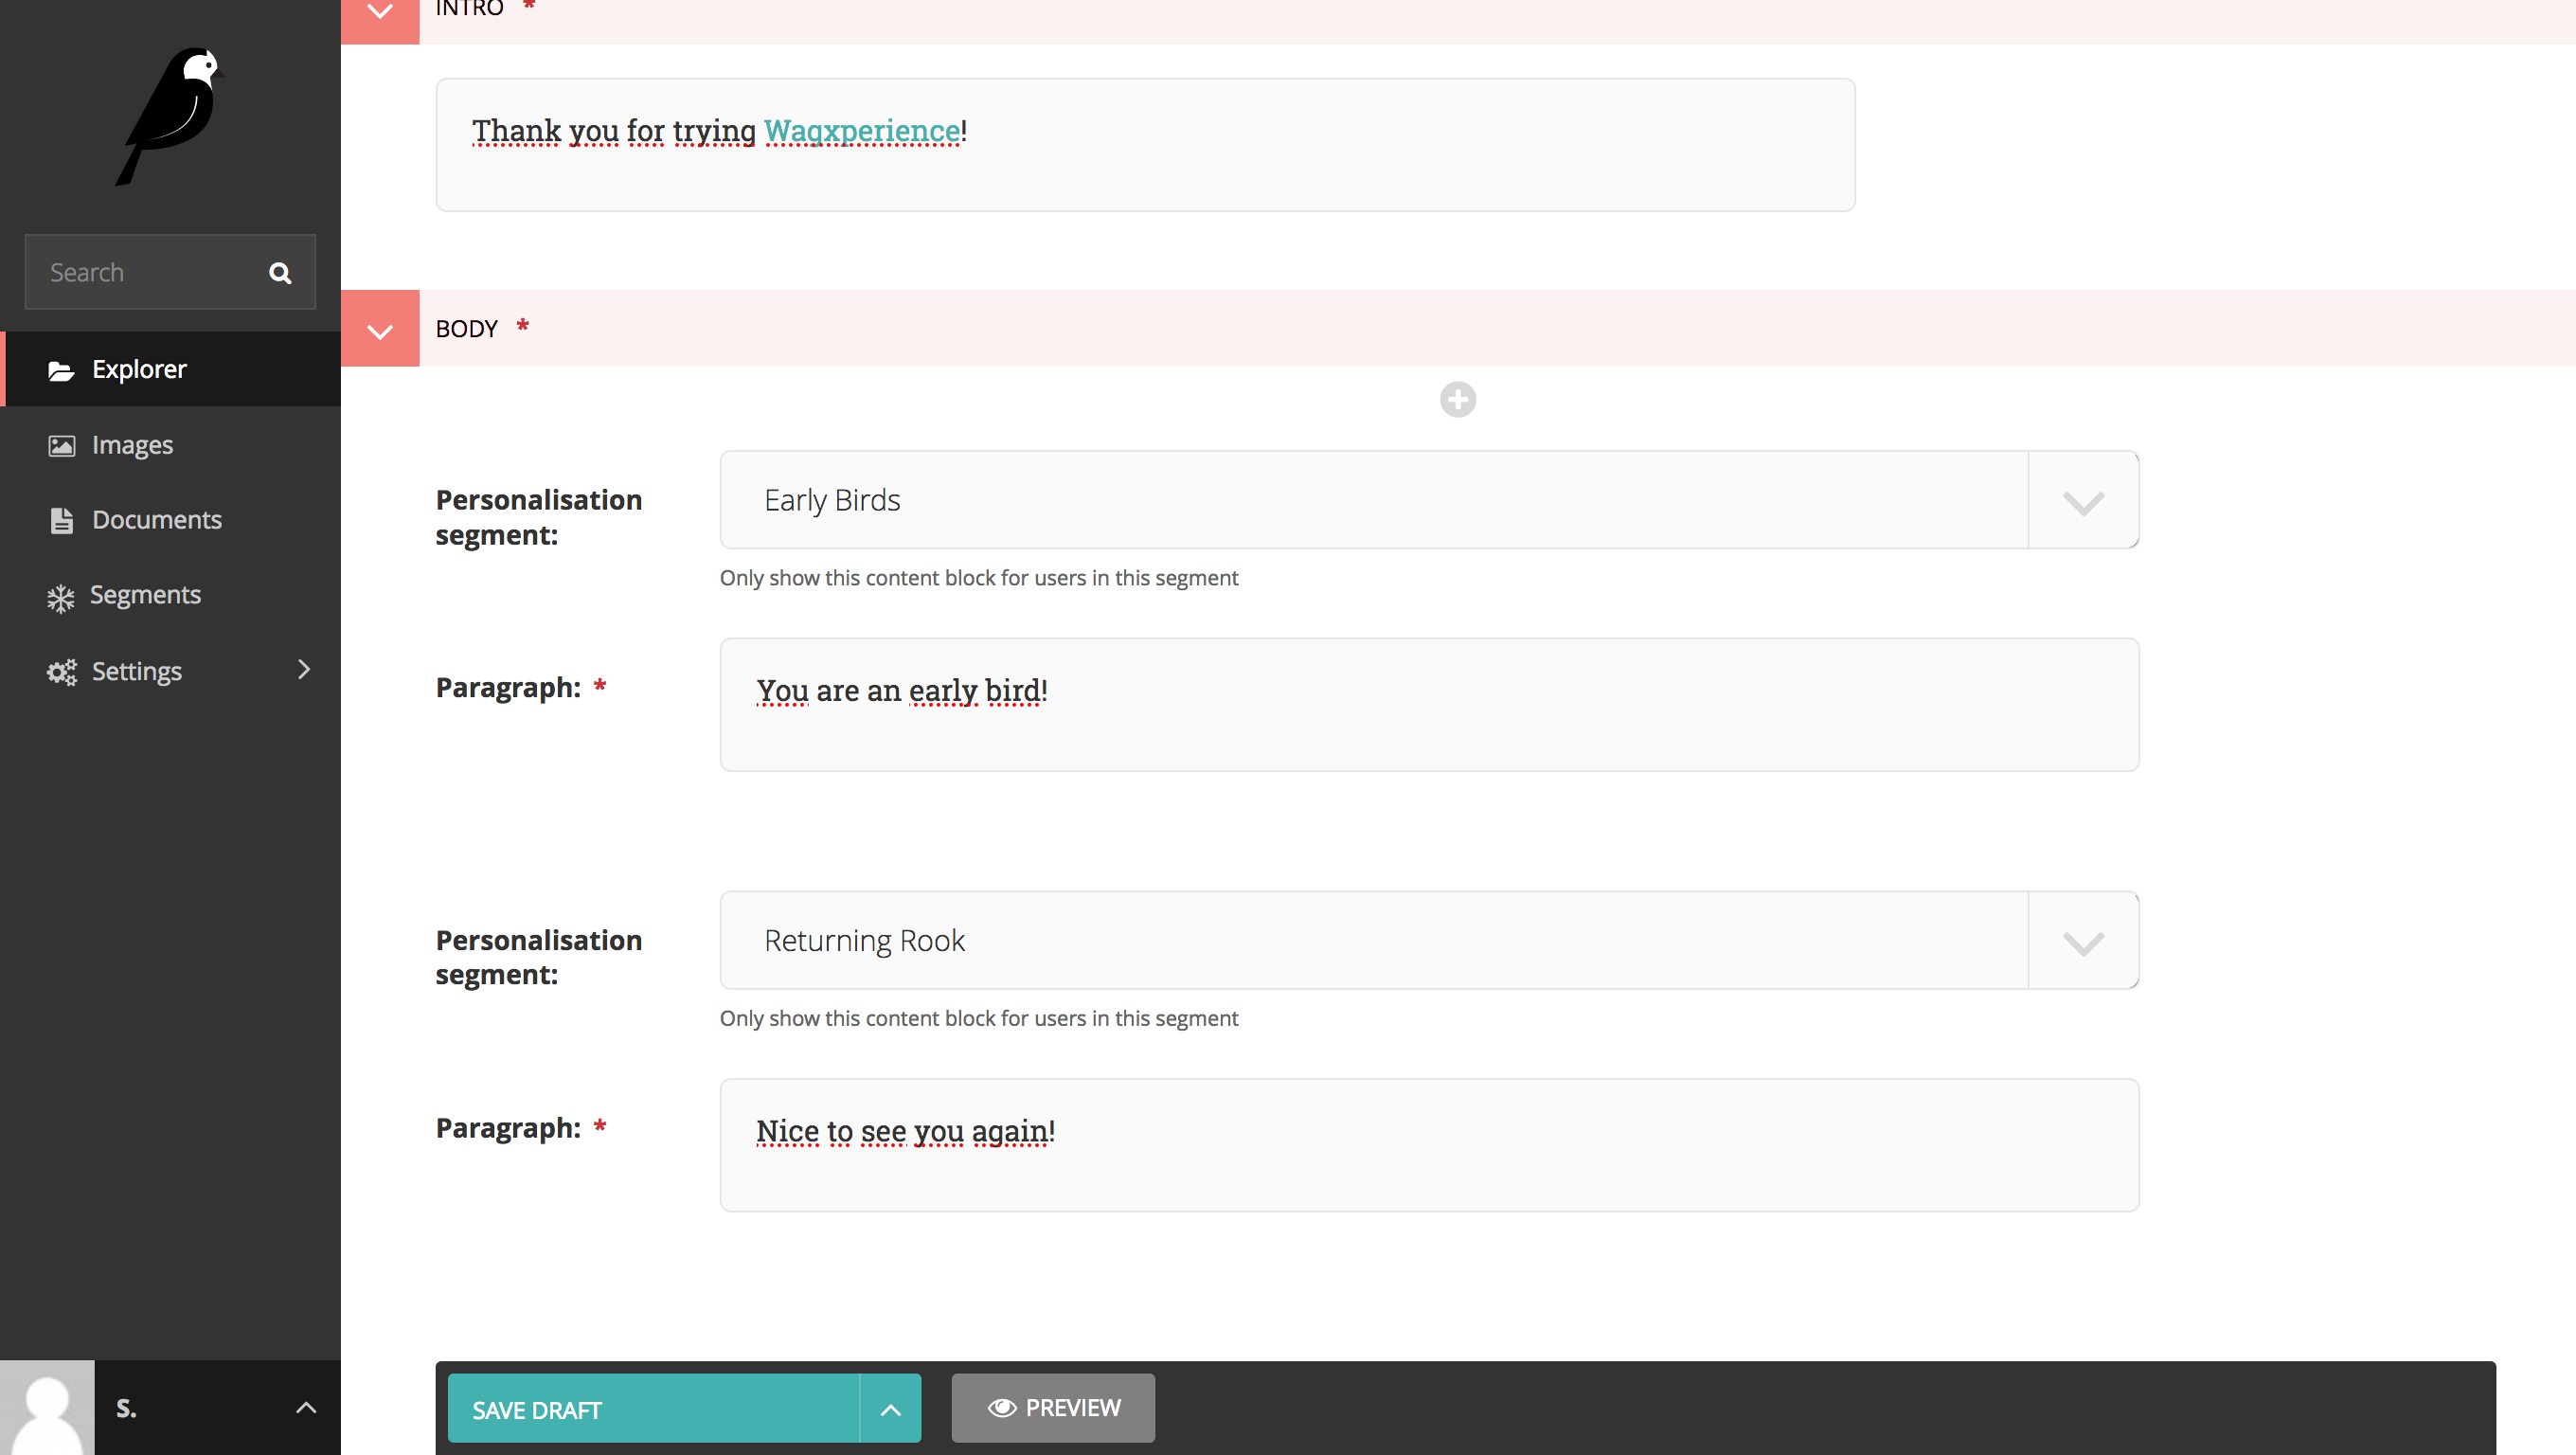 INTRO *
Thank you for trying Wagxperience!
Search
BODY *
Explorer
Images
Documents
Segments
Settings
Personalisation
segment:
Early Birds
Only show this content block for users in this segment
Paragraph: *
You are an early bird!
Personalisation
segment:
Returning Rook
Only show this content block for users in this segment
Paragraph: *
Nice to see you again!
S.
SAVE DRAFT
PREVIEW